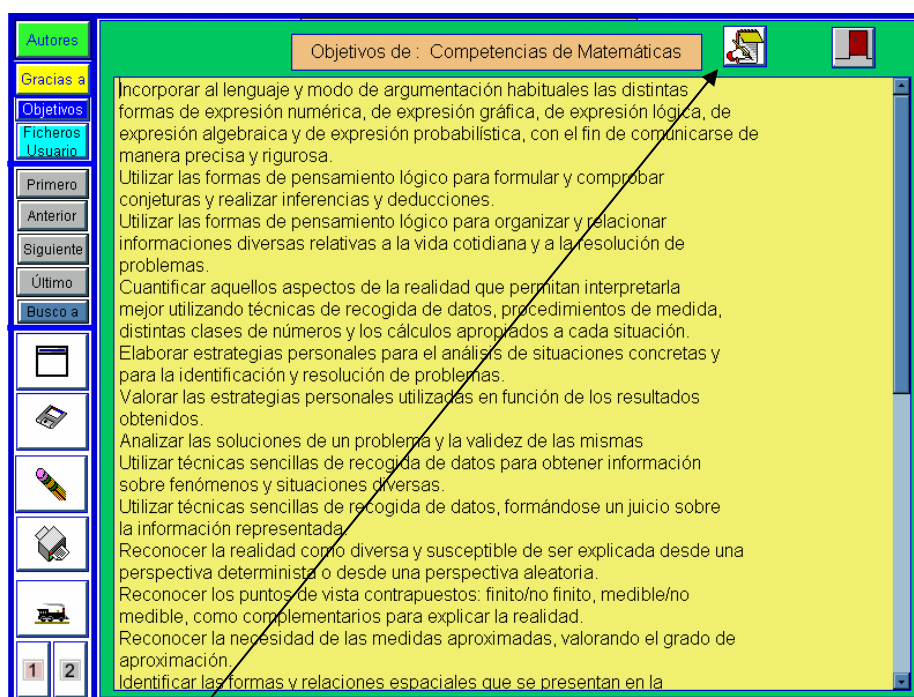 Autores
Gracias a
Objetivos
Ficheros
Usuario
Primero
Anterior
Siguiente
Último
Busco a
1 2
Objetivos de : Competencias de Matemáticas
Incorporar al lenguaje y modo de argumentación habituales las distintas
formas de expresión numérica, de expresión gráfica, de expresión lógica, de
expresión algebraica y de expresión probabilística, con el fin de comunicarse de
manera precisa y rigurosa.
Utilizar las formas de pensamiento lógico para formular y comprobar
conjeturas y realizar inferencias y deducciones.
Utilizar las formas de pensamiento lógico para organizar y relacionar
informaciones diversas relativas a la vida cotidiana y a la resolución de
problemas.
Cuantificar aquellos aspectos de la realidad que permitan interpretarla
mejor utilizando técnicas de recogida de datos, procedimientos de medida,
distintas clases de números y los cálculos apropiados a cada situación.
Elaborar estrategias personales para el análisis de situaciones concretas y
para la identificación y resolución de problemas.
Valorar las estrategias personales utilizadas en función de los resultados
obtenidos.
Analizar las soluciones de un problema y la validez de las mismas
Utilizar técnicas sencillas de recogida de datos para obtener información
sobre fenómenos y situaciones diversas.
Utilizar técnicas sencillas de recogida de datos, formándose un juicio sobre
la información representada.
Reconocer la realidad como diversa y susceptible de ser explicada desde una
perspectiva determinista o desde una perspectiva aleatoria.
Reconocer los puntos de vista contrapuestos: finito/no finito, medible/no
medible, como complementarios para explicar la realidad.
Reconocer la necesidad de las medidas aproximadas, valorando el grado de
aproximación.
Identificar las formas y relaciones espaciales que se presentan en la